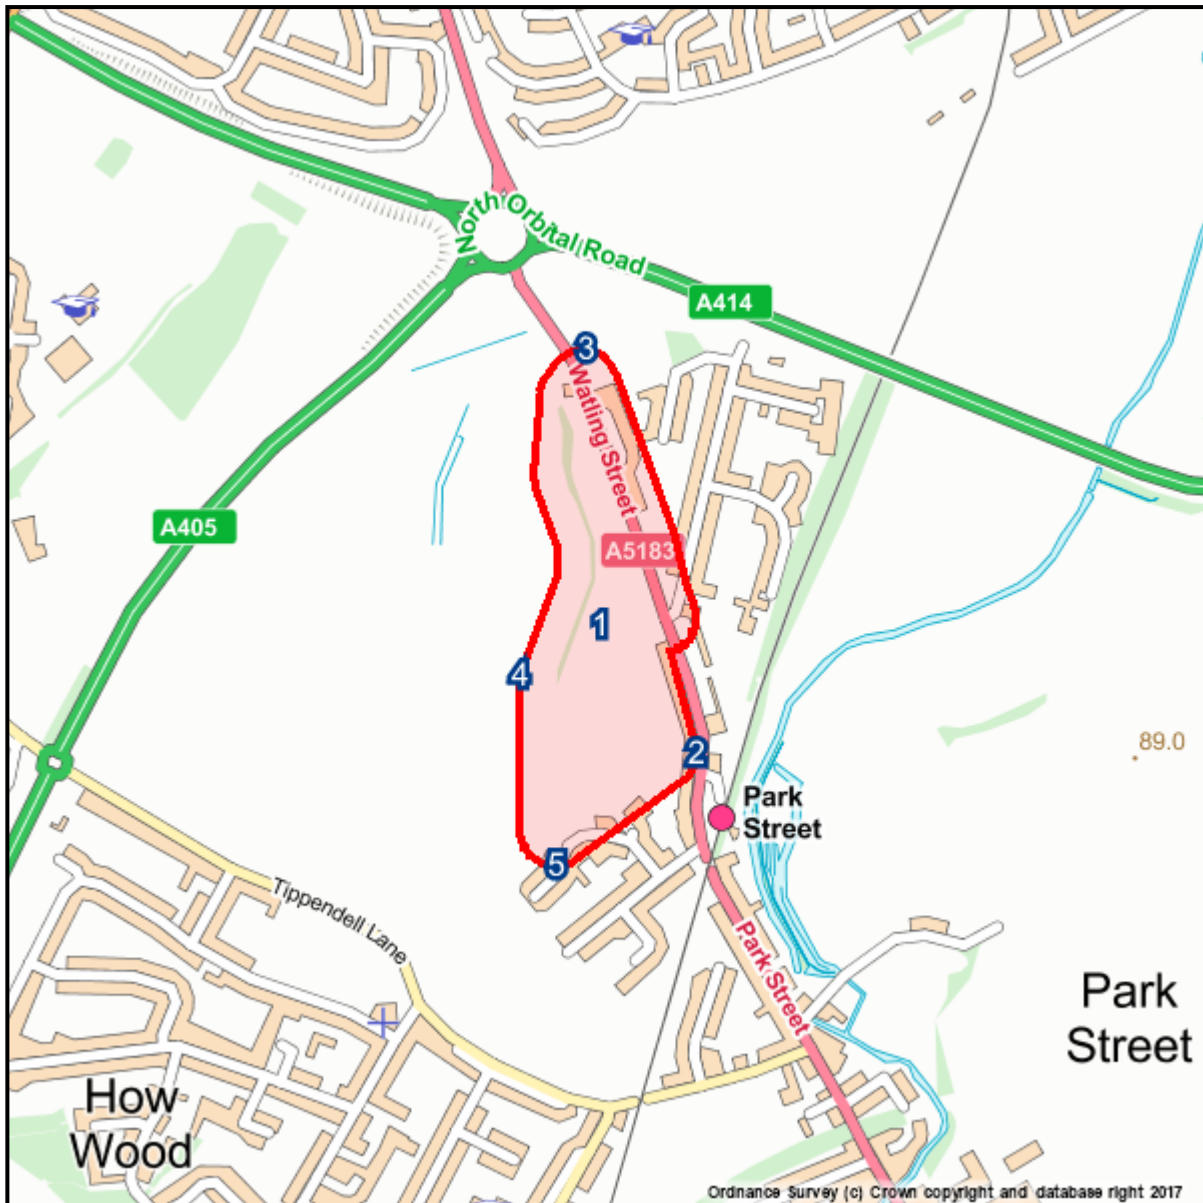 North Orbital Road
A414
3
Watling Street
A405
A5183
1
4
2
89.0
Park
Street
5
Tippendell Lane
Park Street
Park
Street
How
Wood
Ordnance Survey (c) Crown copyright and database right 2017